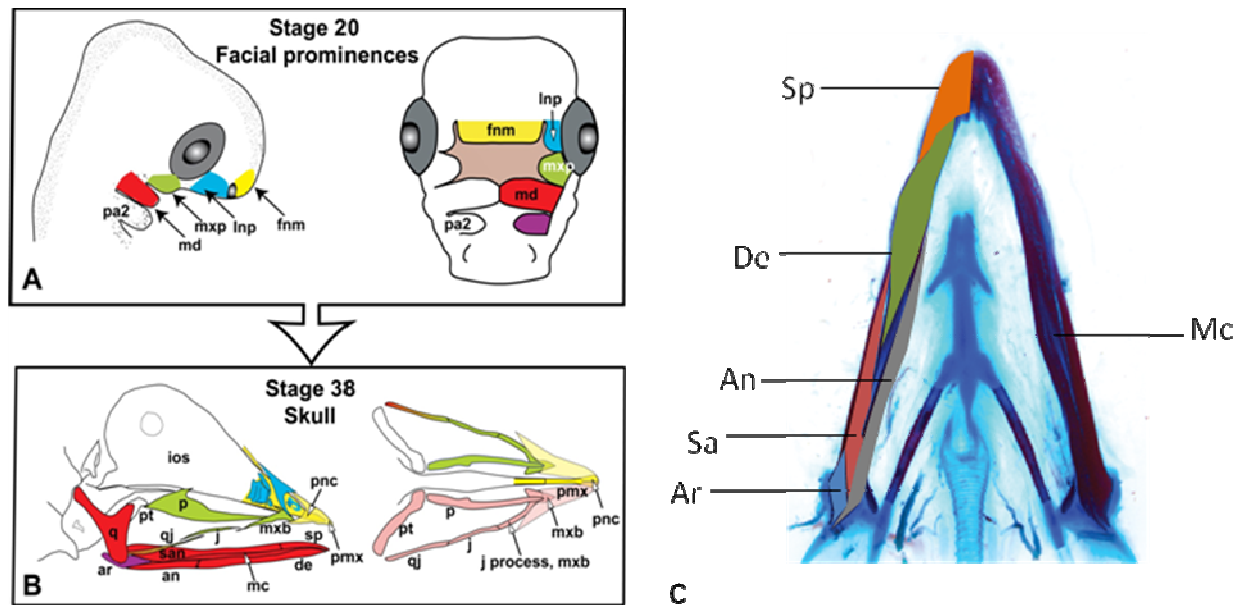 Stage 20
Facial prominences
lnp
fnm
mxp
md
pa2
pa2
mxp
lnp
fnm
md
A
Stage 38
Skull
ios
pnc
p
pt
q
qj
j
mxb
sp
pmx
san
ar
an
mc
de
B
pmx
pnc
p
mxb
pt
j
qj
j process, mxb
Sp
De
Mc
An
Sa
Ar
C